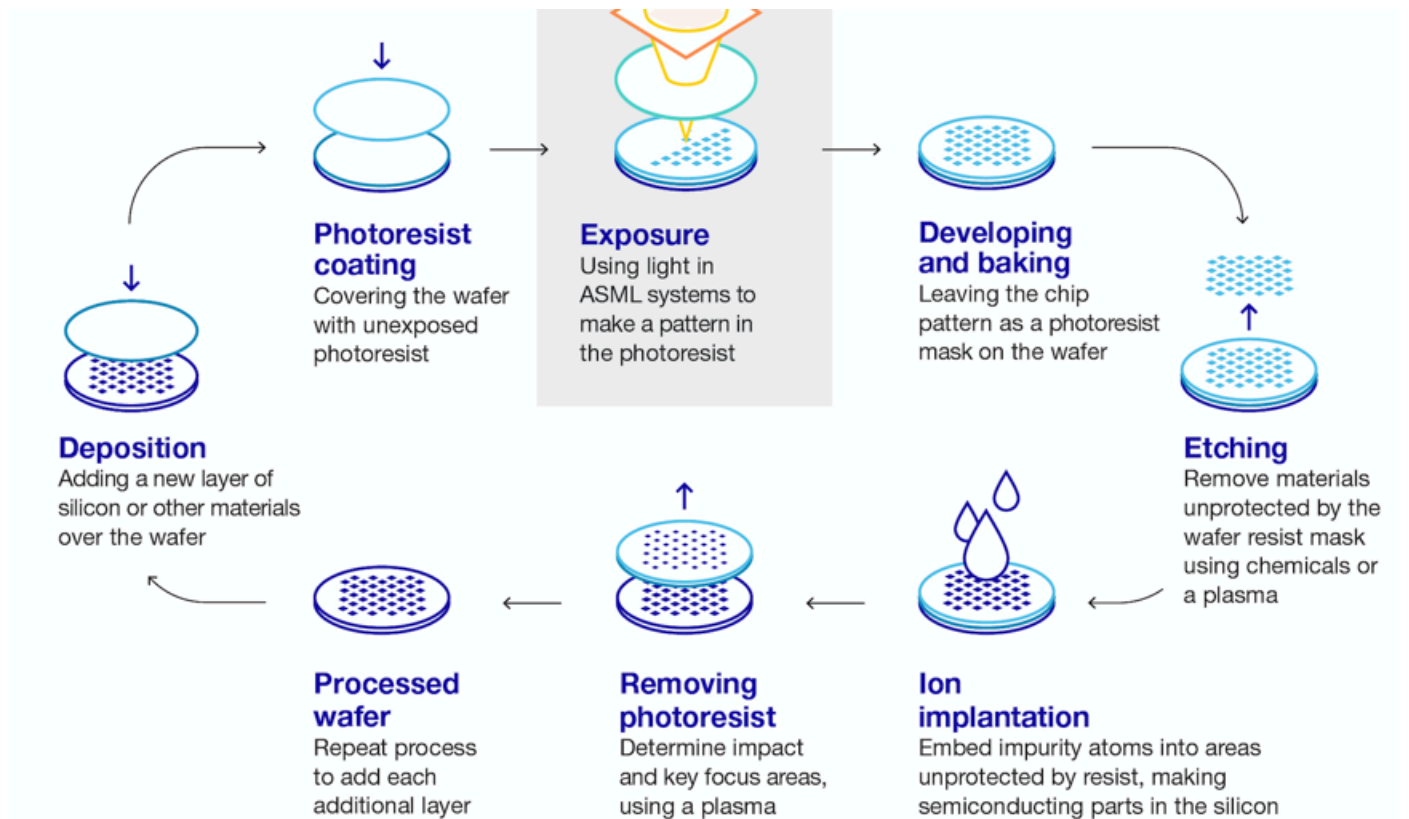 Photoresist
coating
Covering the wafer
with unexposed
photoresist
Exposure
Using light in
ASML systems to
make a pattern in
the photoresist
Developing
and baking
Leaving the chip
pattern as a photoresist
mask on the wafer
Deposition
Adding a new layer of
silicon or other materials
over the wafer
Etching
Remove materials
unprotected by the
wafer resist mask
using chemicals or
a plasma
Processed
wafer
Repeat process
to add each
additional layer
Removing
photoresist
Determine impact
and key focus areas,
using a plasma
Ion
implantation
Embed impurity atoms into areas
unprotected by resist, making
semiconducting parts in the silicon